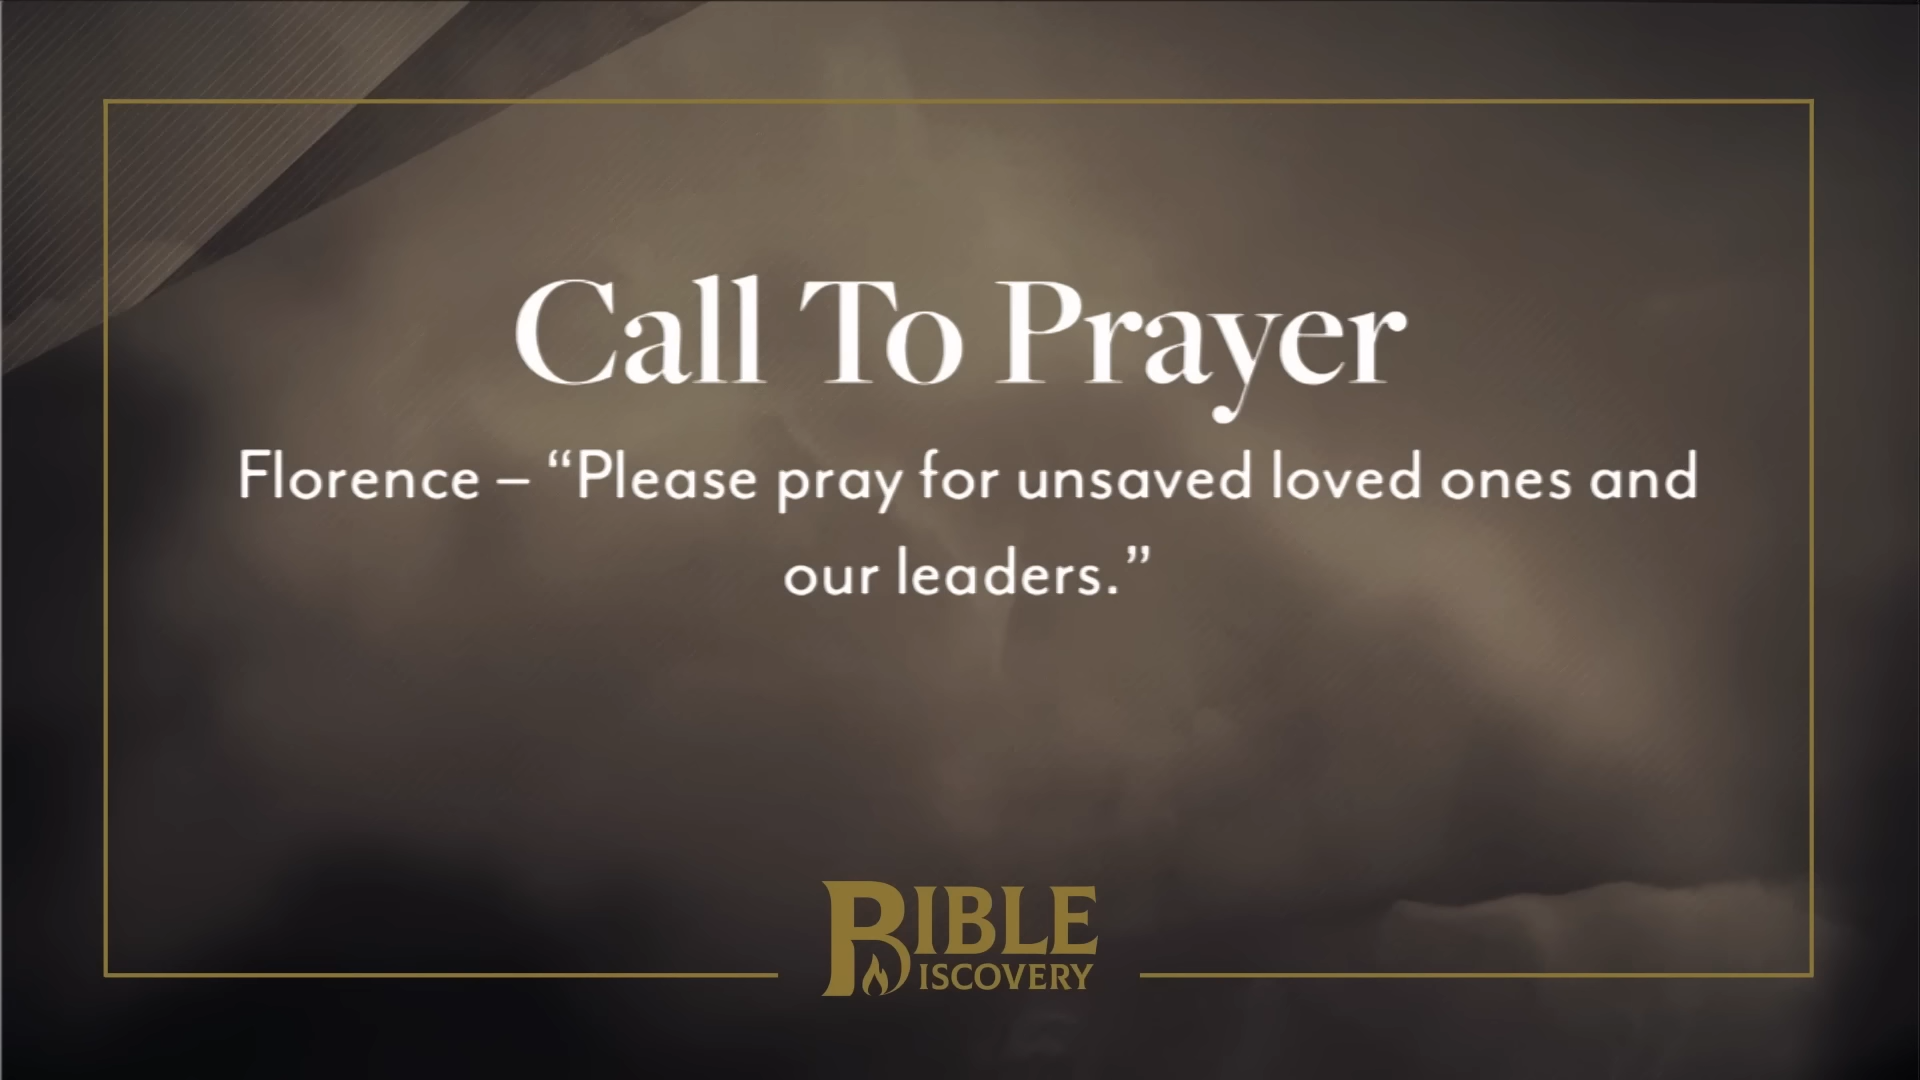 Call To Prayer
Florence – “Please pray for unsaved loved ones and
our leaders.”
BIBLE
DISCOVERY